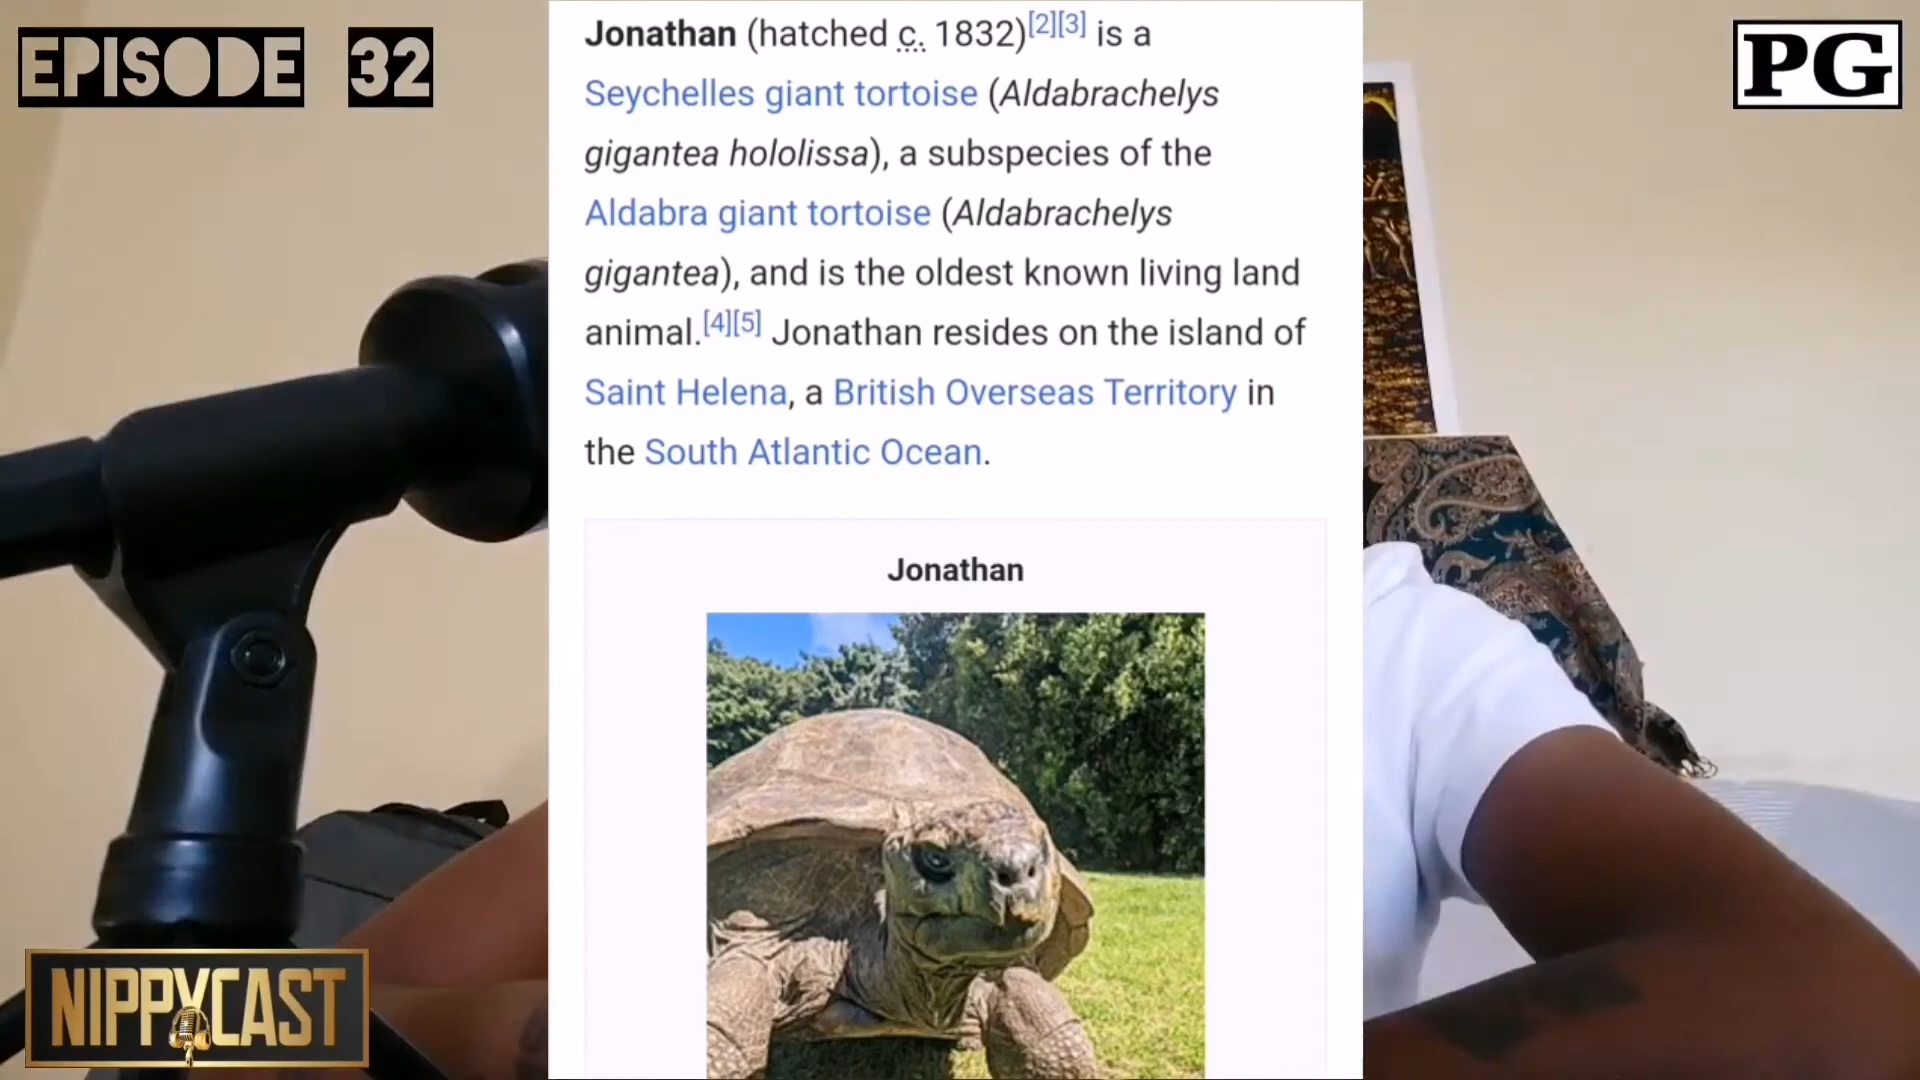 EPISODE 32
PG
Jonathan (hatched c. 1832)[2][3] is a
Seychelles giant tortoise (Aldabrachelys
gigantea hololissa), a subspecies of the
Aldabra giant tortoise (Aldabrachelys
gigantea), and is the oldest known living land
animal.[4][5] Jonathan resides on the island of
Saint Helena, a British Overseas Territory in
the South Atlantic Ocean.
Jonathan
NIPPYCAST